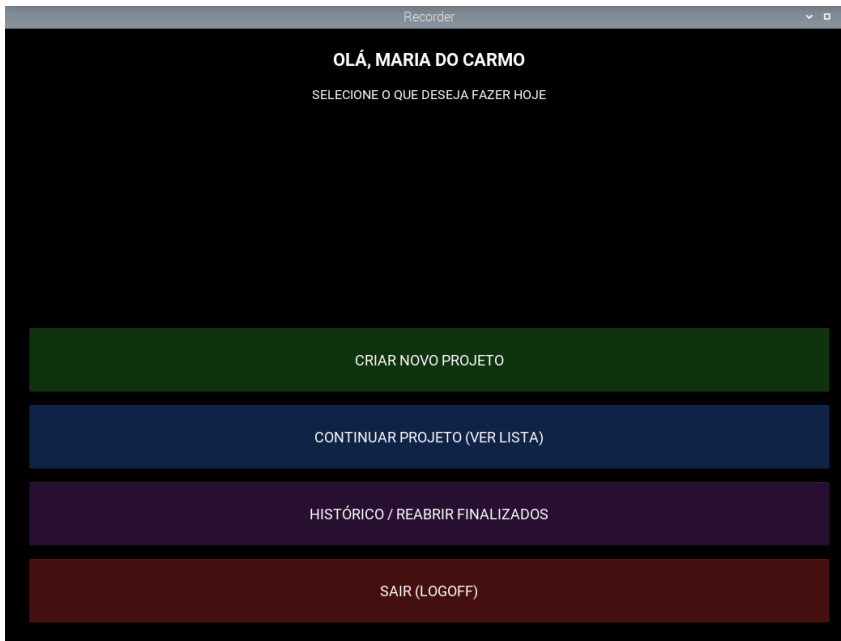 Recorder
OLÁ, MARIA DO CARMO
SELECIONE O QUE DESEJA FAZER HOJE
CRIAR NOVO PROJETO
CONTINUAR PROJETO (VER LISTA)
HISTÓRICO / REABRIR FINALIZADOS
SAIR (LOGOFF)